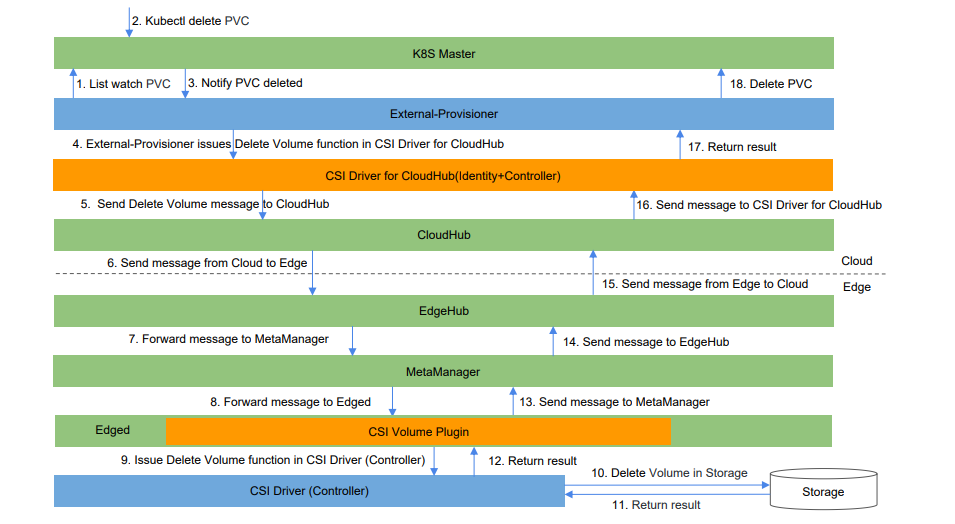 2. Kubectl delete PVC
K8S Master
1. List watch PVC
3. Notify PVC deleted
18. Delete PVC
External-Provisioner
4. External-Provisioner issues Delete Volume function in CSI Driver for CloudHub
17. Return result
CSI Driver for CloudHub(Identity+Controller)
5. Send Delete Volume message to CloudHub
16. Send message to CSI Driver for CloudHub
CloudHub
6. Send message from Cloud to Edge
Cloud
15. Send message from Edge to Cloud
Edge
EdgeHub
7. Forward message to MetaManager
14. Send message to EdgeHub
MetaManager
8. Forward message to Edged
13. Send message to MetaManager
Edged
CSI Volume Plugin
9. Issue Delete Volume function in CSI Driver (Controller)
12. Return result
10. Delete Volume in Storage
CSI Driver (Controller)
Storage
11. Return result